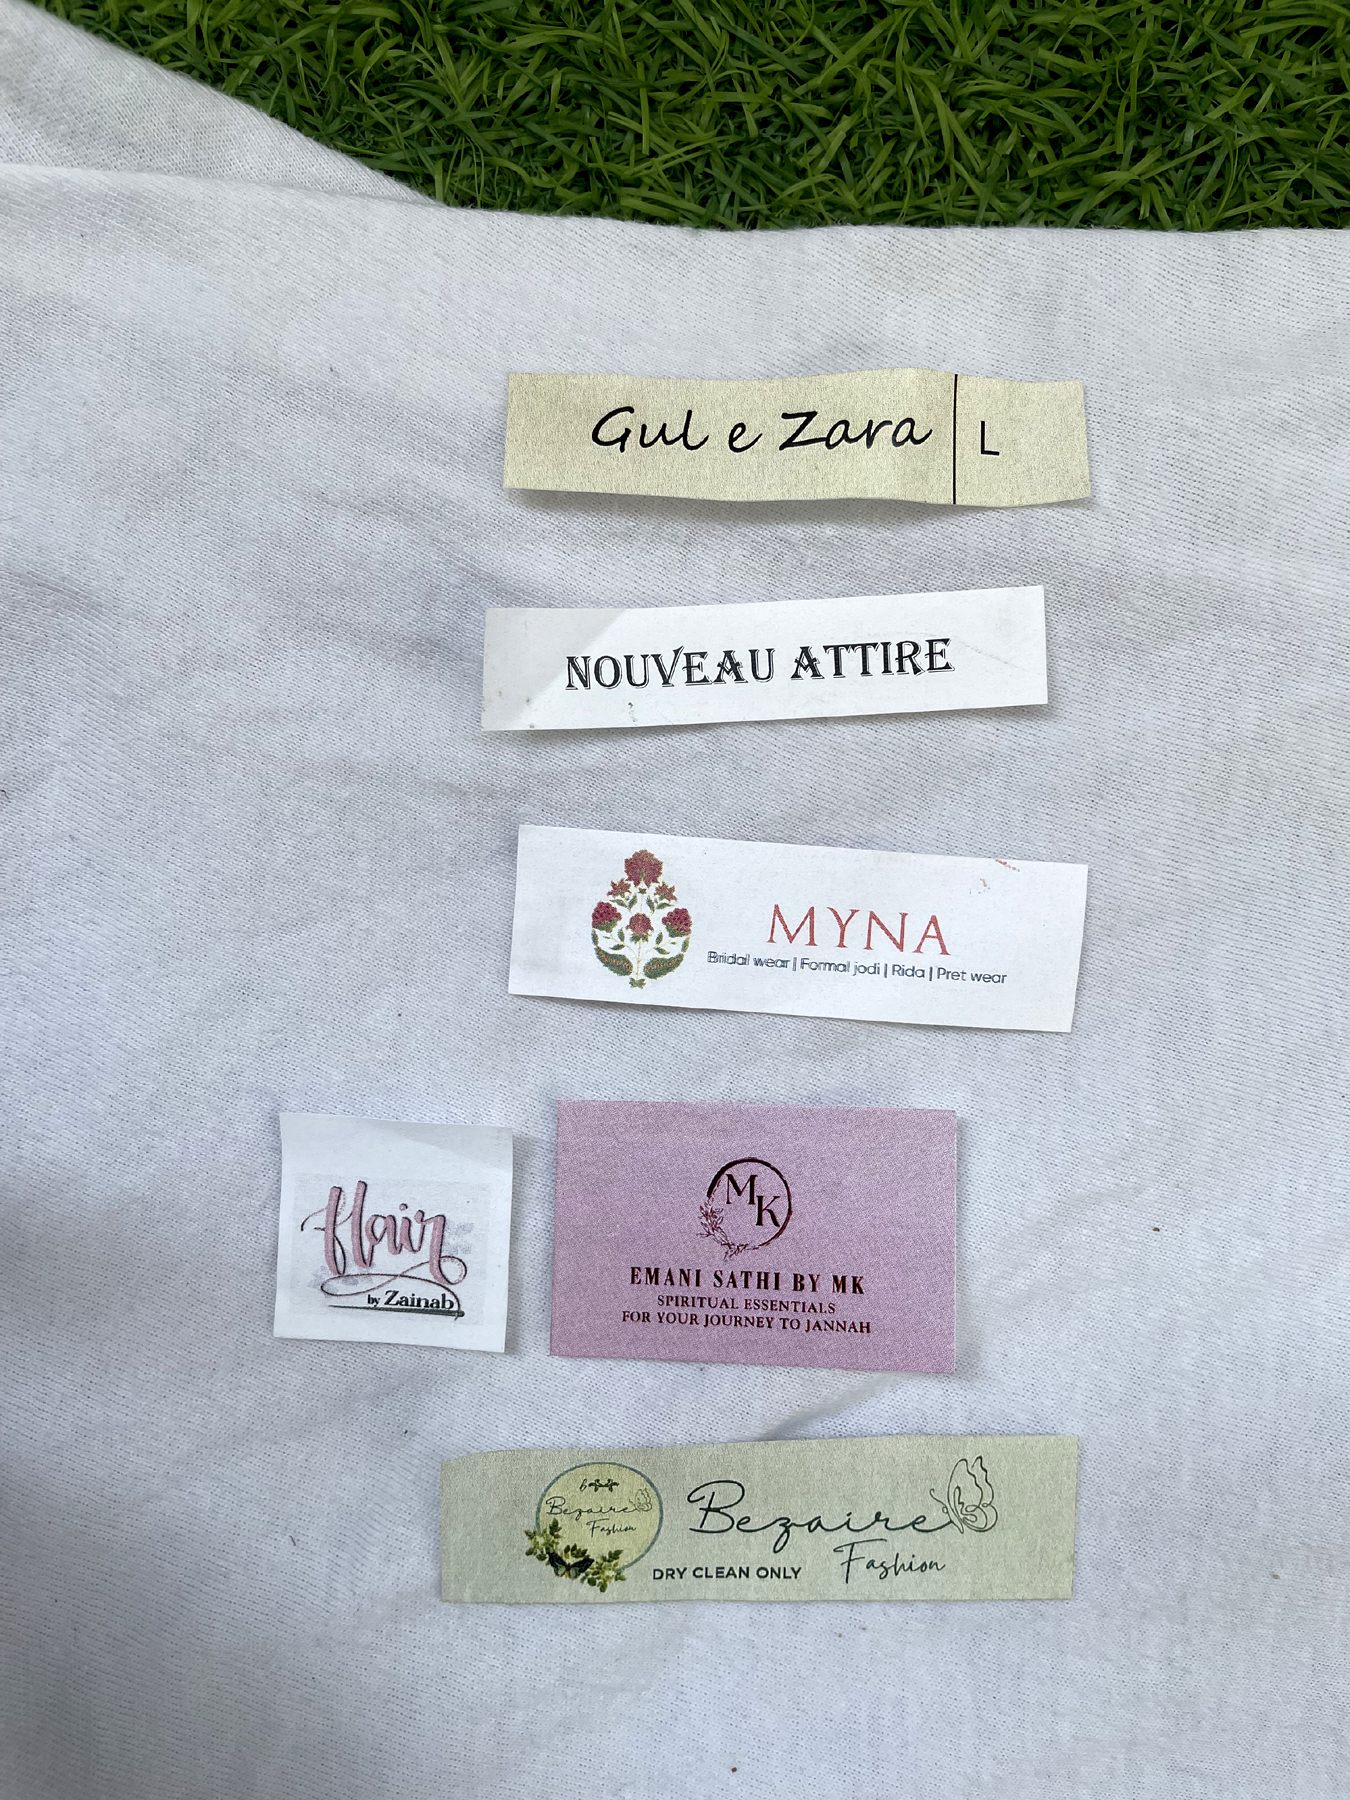 Gul e Zara | L
NOUVEAU ATTIRE
MYNA
Bridal wear | Formal jodi | Rida | Pret wear
flair
by Zainab
MK
EMANI SATHI BY MK
SPIRITUAL ESSENTIALS
FOR YOUR JOURNEY TO JANNAH
Bezaire
Fashion
Bezaire
Fashion
DRY CLEAN ONLY